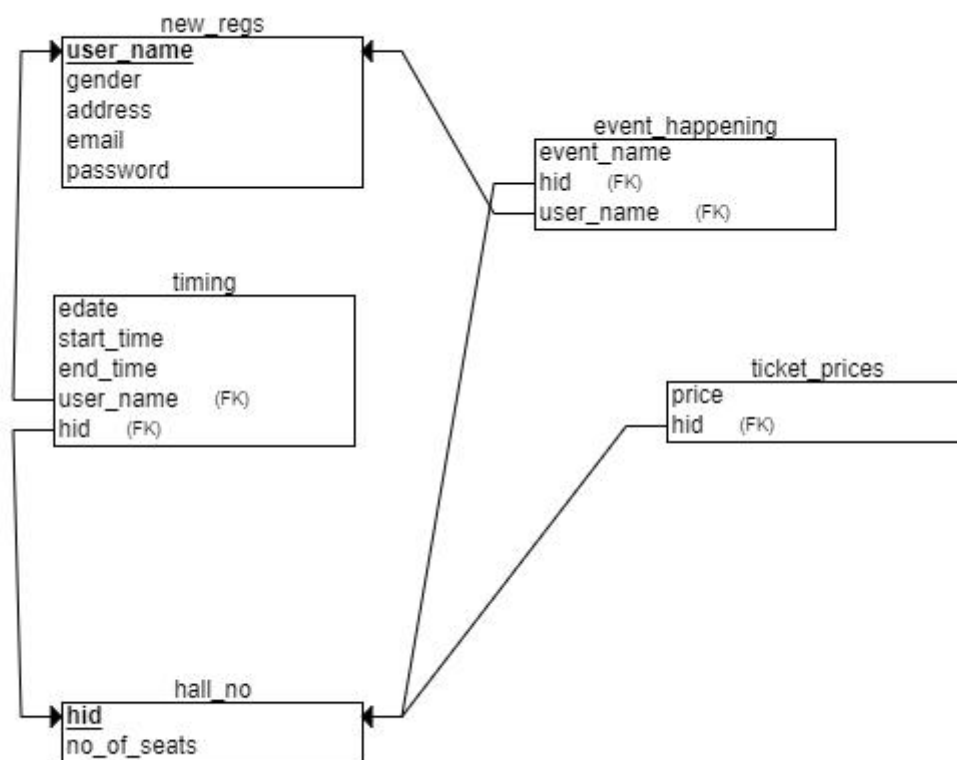 new_regs
user_name
gender
address
email
password
event_happening
event_name
hid (FK)
user_name (FK)
timing
edate
start_time
end_time
user_name (FK)
hid (FK)
ticket_prices
price
hid (FK)
hall_no
hid
no_of_seats